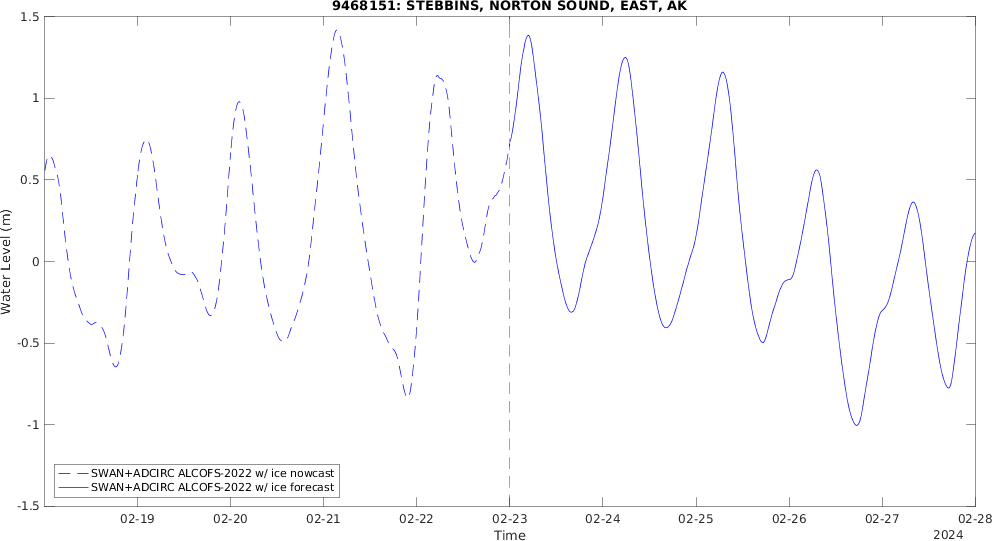 9468151: STEBBINS, NORTON SOUND, EAST, AK
1.5
1
0.5
0
-0.5
-1
-1.5
Water Level (m)
SWAN+ADCIRC ALCOFS-2022 w/ ice nowcast
SWAN+ADCIRC ALCOFS-2022 w/ ice forecast
02-19 02-20 02-21 02-22 02-23 02-24 02-25 02-26 02-27 02-28
Time
2024